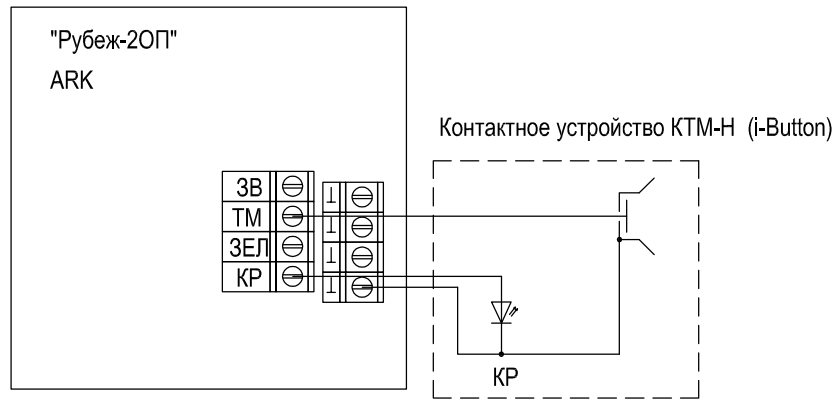 "Рубеж-2ОП"
ARK
Контактное устройство КТМ-Н (i-Button)
ЗВ
ТМ
ЗЕЛ
КР
КР